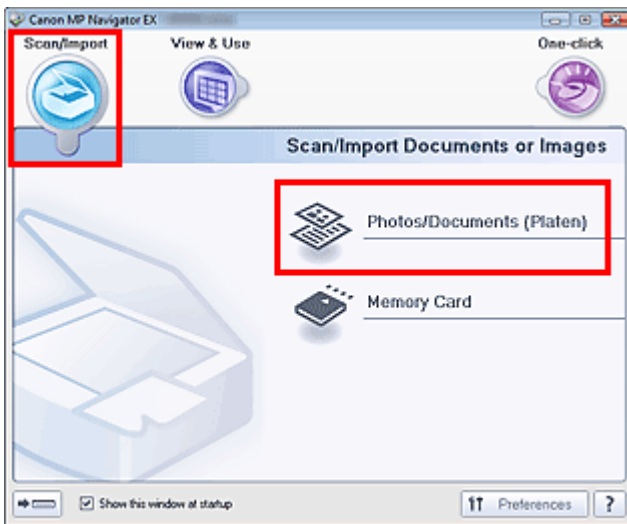 Canon MP Navigator EX
Scan/Import
View & Use
One-click
Scan/Import Documents or Images
Photos/Documents (Platen)
Memory Card
Show this window at startup
Preferences
?